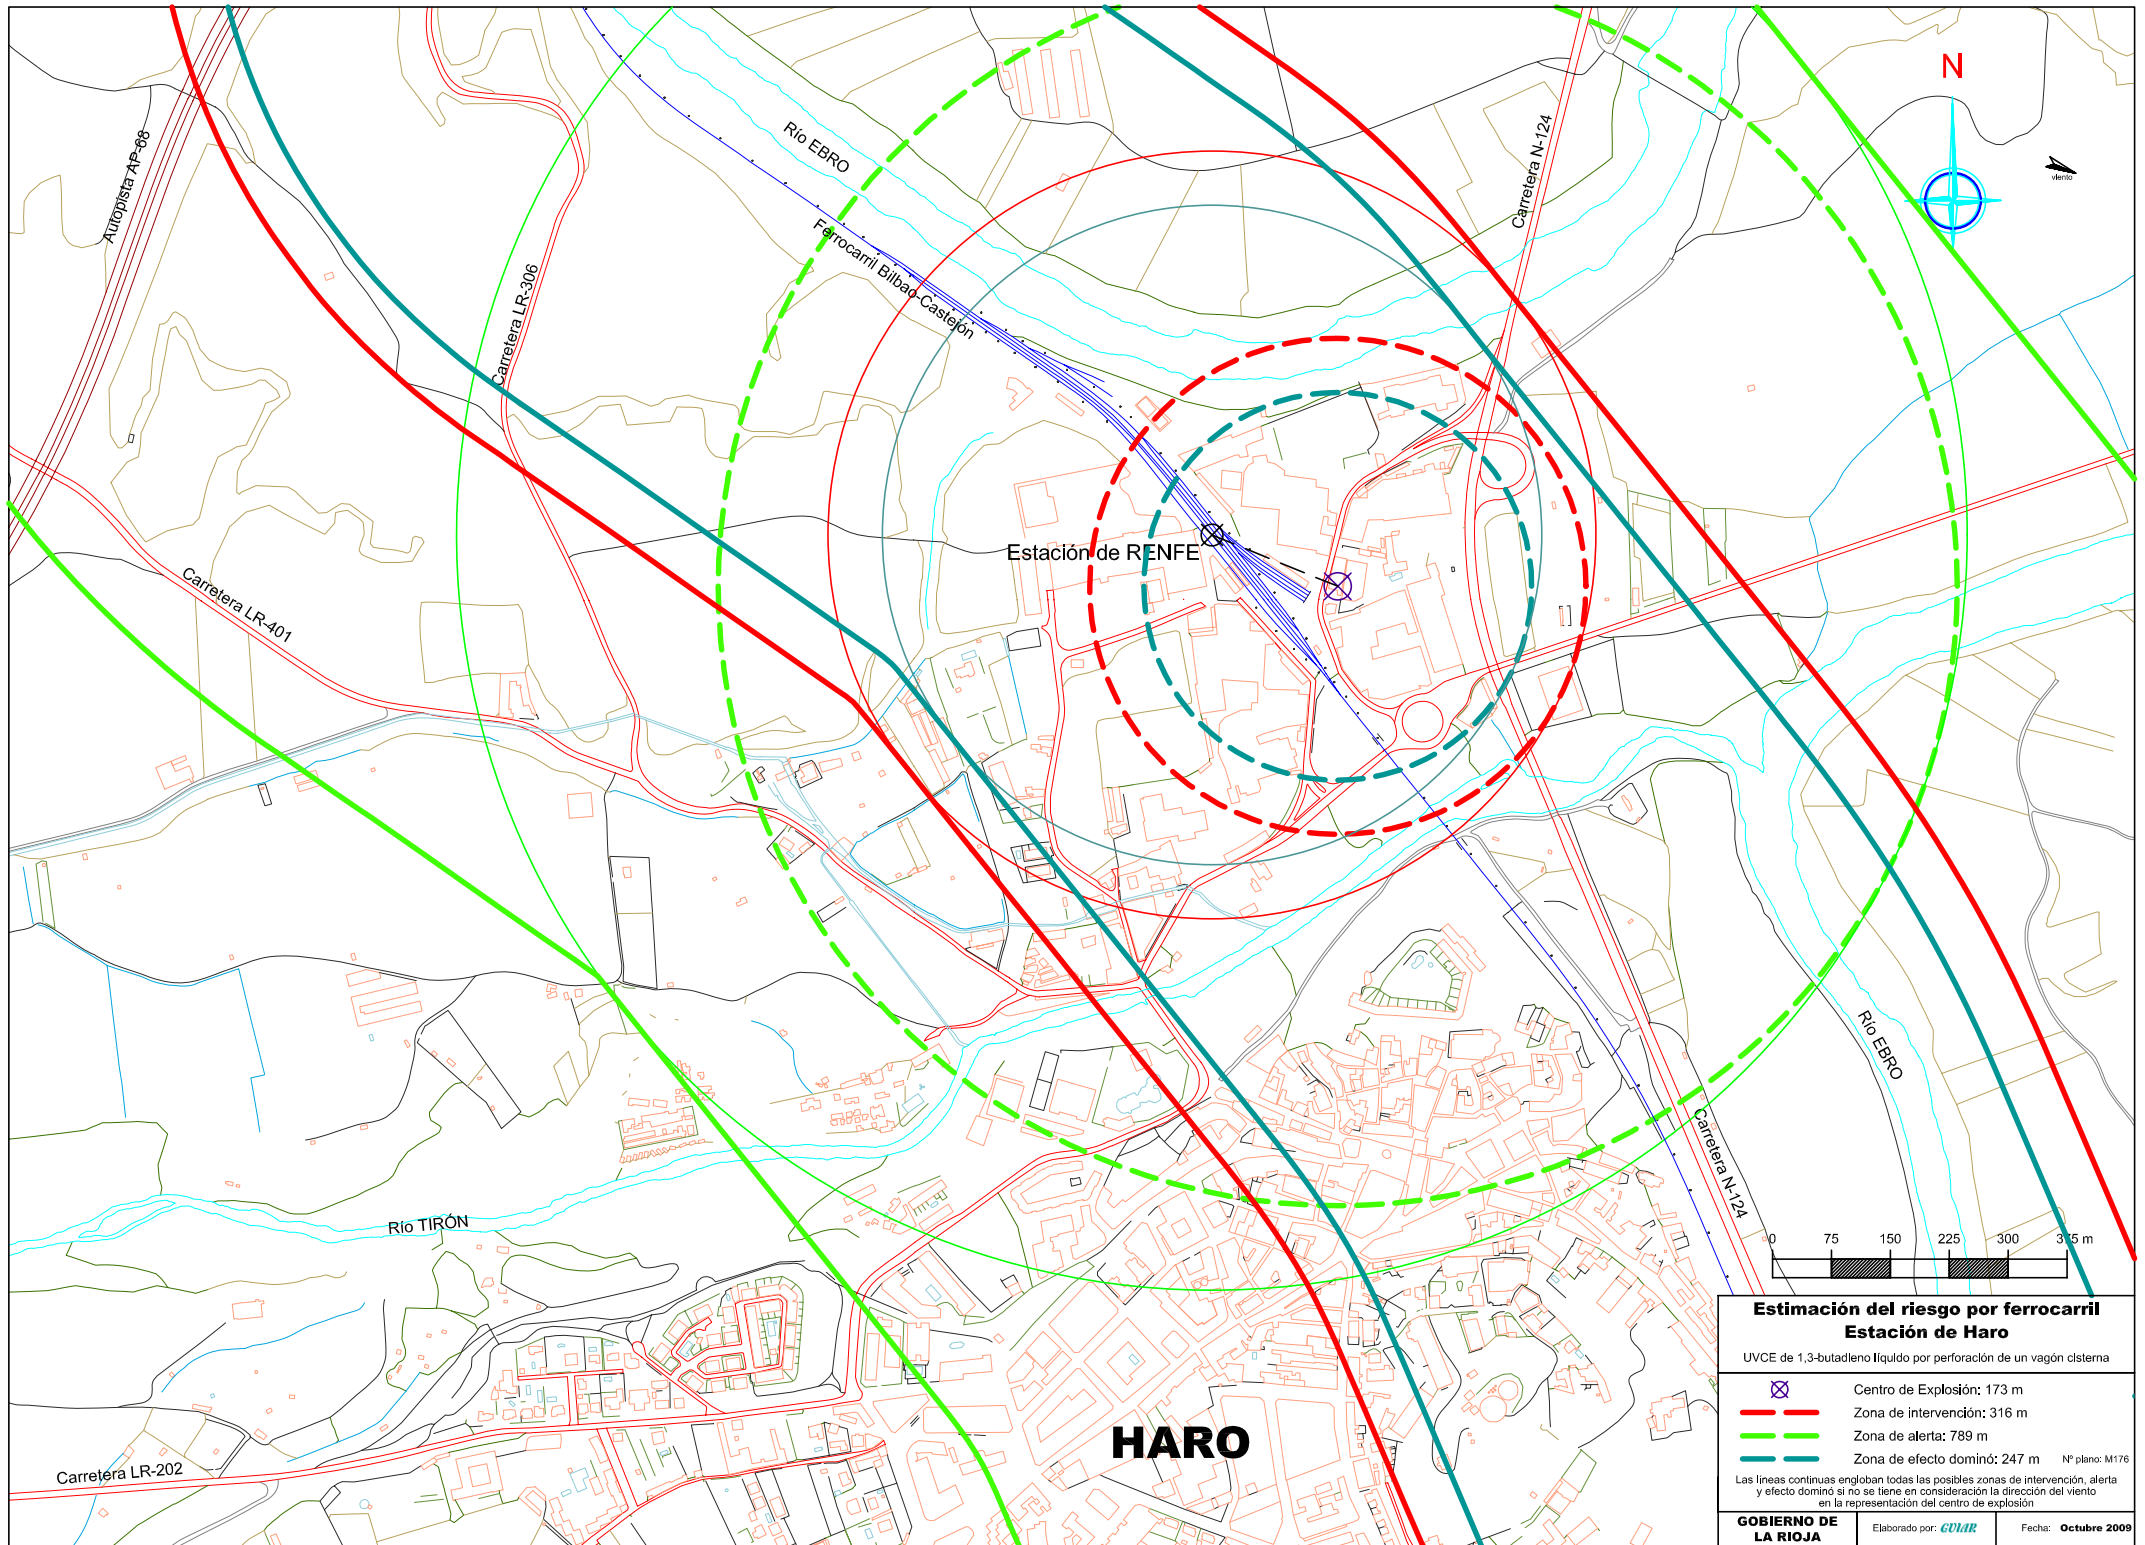 N
viento
Río EBRO
Autopista AP-68
Carretera N-124
Ferrocarril Bilbao-Castejón
Carretera LR-306
Estación de RENFE
Carretera LR-401
Río EBRO
Carretera N-124
Río TIRÓN
HARO
Carretera LR-202
0 75 150 225 300 375 m
Estimación del riesgo por ferrocarril
Estación de Haro
UVCE de 1,3-butadieno líquido por perforación de un vagón cisterna
Centro de Explosión: 173 m
Zona de intervención: 316 m
Zona de alerta: 789 m
Zona de efecto dominó: 247 m
Nº plano: M176
Las líneas continuas engloban todas las posibles zonas de intervención, alerta
y efecto dominó si no se tiene en consideración la dirección del viento
en la representación del centro de explosión
GOBIERNO DE
LA RIOJA
Elaborado por: GUIAR
Fecha: Octubre 2009